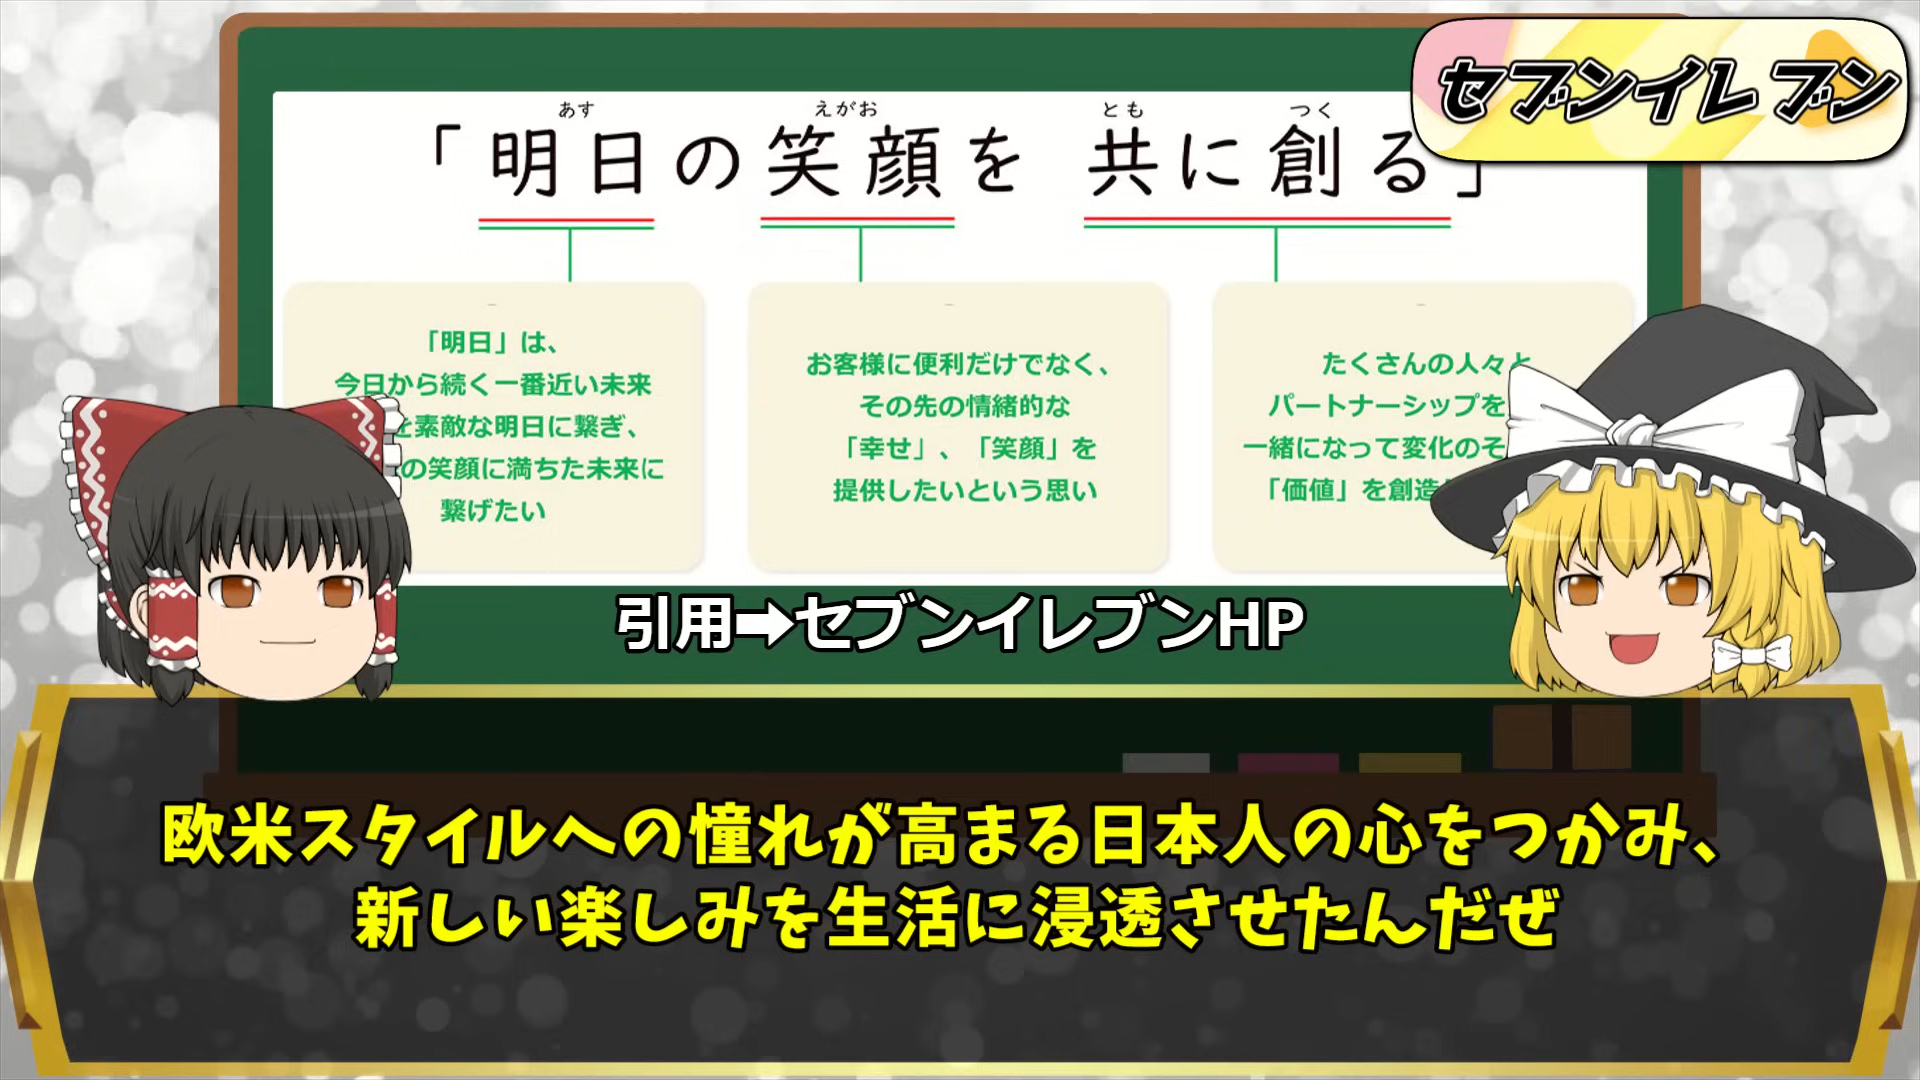 セブンイレブン
あす えがお とも つく
「明日の笑顔を 共に創る」
「明日」は、
今日から続く一番近い未来
を素敵な明日に繋ぎ、
の笑顔に満ちた未来に
繋げたい
お客様に便利だけでなく、
その先の情緒的な
「幸せ」、「笑顔」を
提供したいという思い
たくさんの人々と
パートナーシップを
一緒になって変化のそ
「価値」を創造
引用➡セブンイレブンHP
欧米スタイルへの憧れが高まる日本人の心をつかみ、
新しい楽しみを生活に浸透させたんだぜ